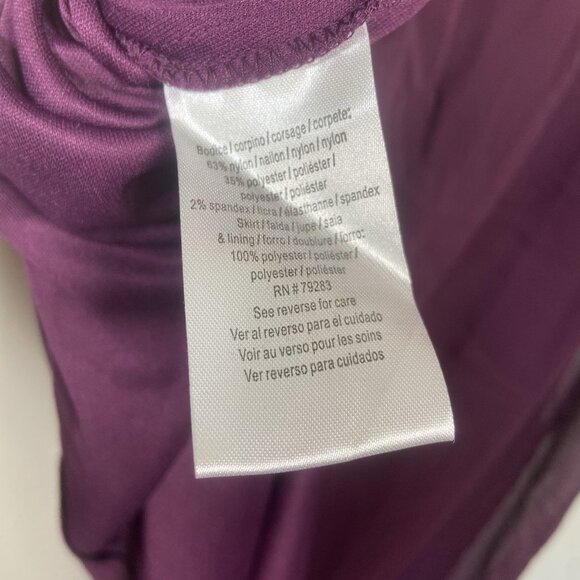 Bodice / corpino / corsage / corpete:
63% nylon / nailon / nylon / nylon
35% polyester / poliéster /
polyester / poliéster
2% spandex / licra / élasthanne / spandex
Skirt / falda / jupe / saia
& lining / forro / doublure / forro:
100% polyester / poliéster /
polyester / poliéster
RN # 79283
See reverse for care
Ver al reverso para el cuidado
Voir au verso pour les soins
Ver reverso para cuidados